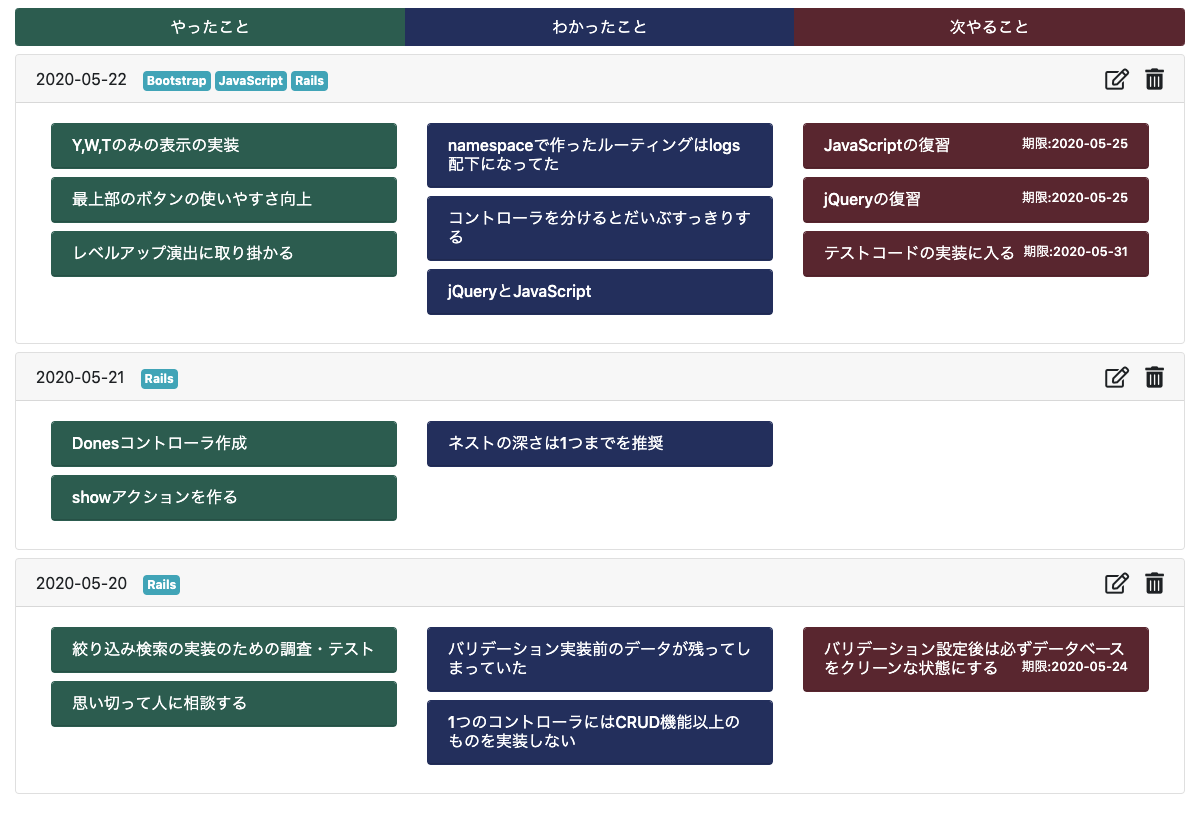 やったこと
わかったこと
次やること
2020-05-22 Bootstrap JavaScript Rails
Y,W,Tのみの表示の実装
最上部のボタンの使いやすさ向上
レベルアップ演出に取り掛かる
namespaceで作ったルーティングはlogs
配下になってた
コントローラを分けるとだいぶすっきりす
る
jQueryとJavaScript
JavaScriptの復習 期限:2020-05-25
jQueryの復習 期限:2020-05-25
テストコードの実装に入る 期限:2020-05-31
2020-05-21 Rails
Donesコントローラ作成
showアクションを作る
ネストの深さは1つまでを推奨
2020-05-20 Rails
絞り込み検索の実装のための調査・テスト
思い切って人に相談する
バリデーション実装前のデータが残ってし
まっていた
1つのコントローラにはCRUD機能以上の
ものを実装しない
バリデーション設定後は必ずデータベース
をクリーンな状態にする 期限:2020-05-24